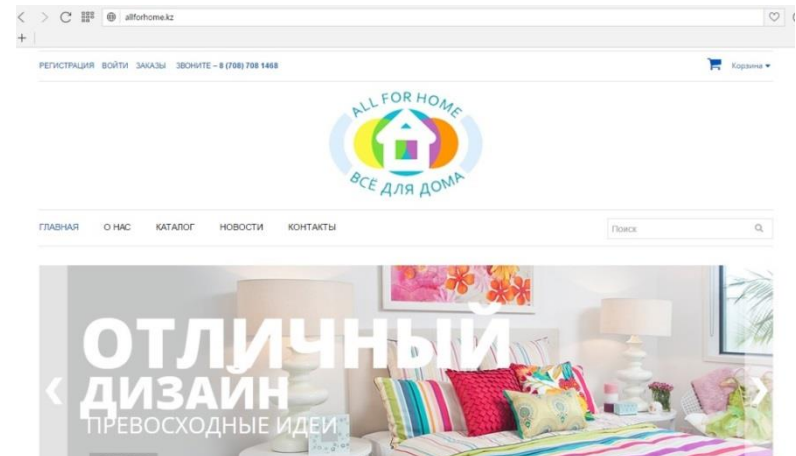 allforhome.kz
РЕГИСТРАЦИЯ ВОЙТИ ЗАКАЗЫ ЗВОНИТЕ – 8 (708) 708 1468
Корзина
ALL FOR HOME
ВСЁ ДЛЯ ДОМА
ГЛАВНАЯ О НАС КАТАЛОГ НОВОСТИ КОНТАКТЫ
Поиск
ОТЛИЧНЫЙ
ДИЗАЙН
ПРЕВОСХОДНЫЕ ИДЕИ